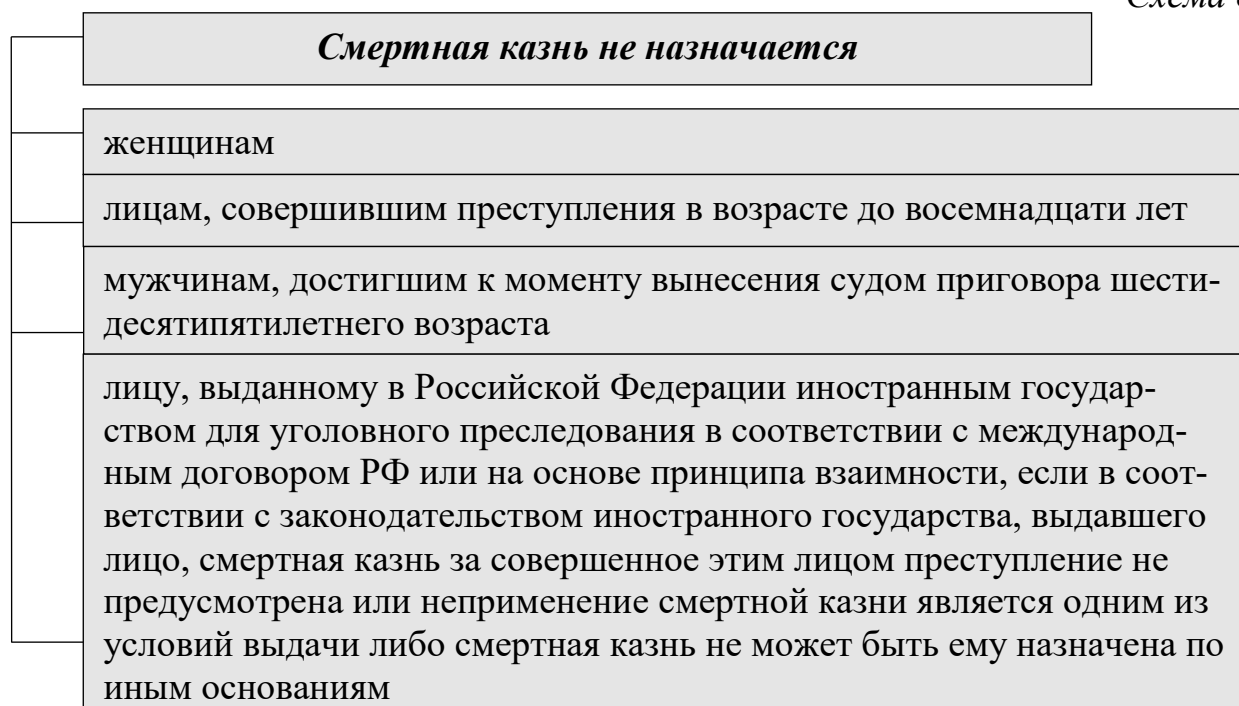 Схема
Смертная казнь не назначается
женщинам
лицам, совершившим преступления в возрасте до восемнадцати лет
мужчинам, достигшим к моменту вынесения судом приговора шести-
десятипятилетнего возраста
лицу, выданному в Российской Федерации иностранным государ-
ством для уголовного преследования в соответствии с международ-
ным договором РФ или на основе принципа взаимности, если в соот-
ветствии с законодательством иностранного государства, выдавшего
лицо, смертная казнь за совершенное этим лицом преступление не
предусмотрена или неприменение смертной казни является одним из
условий выдачи либо смертная казнь не может быть ему назначена по
иным основаниям